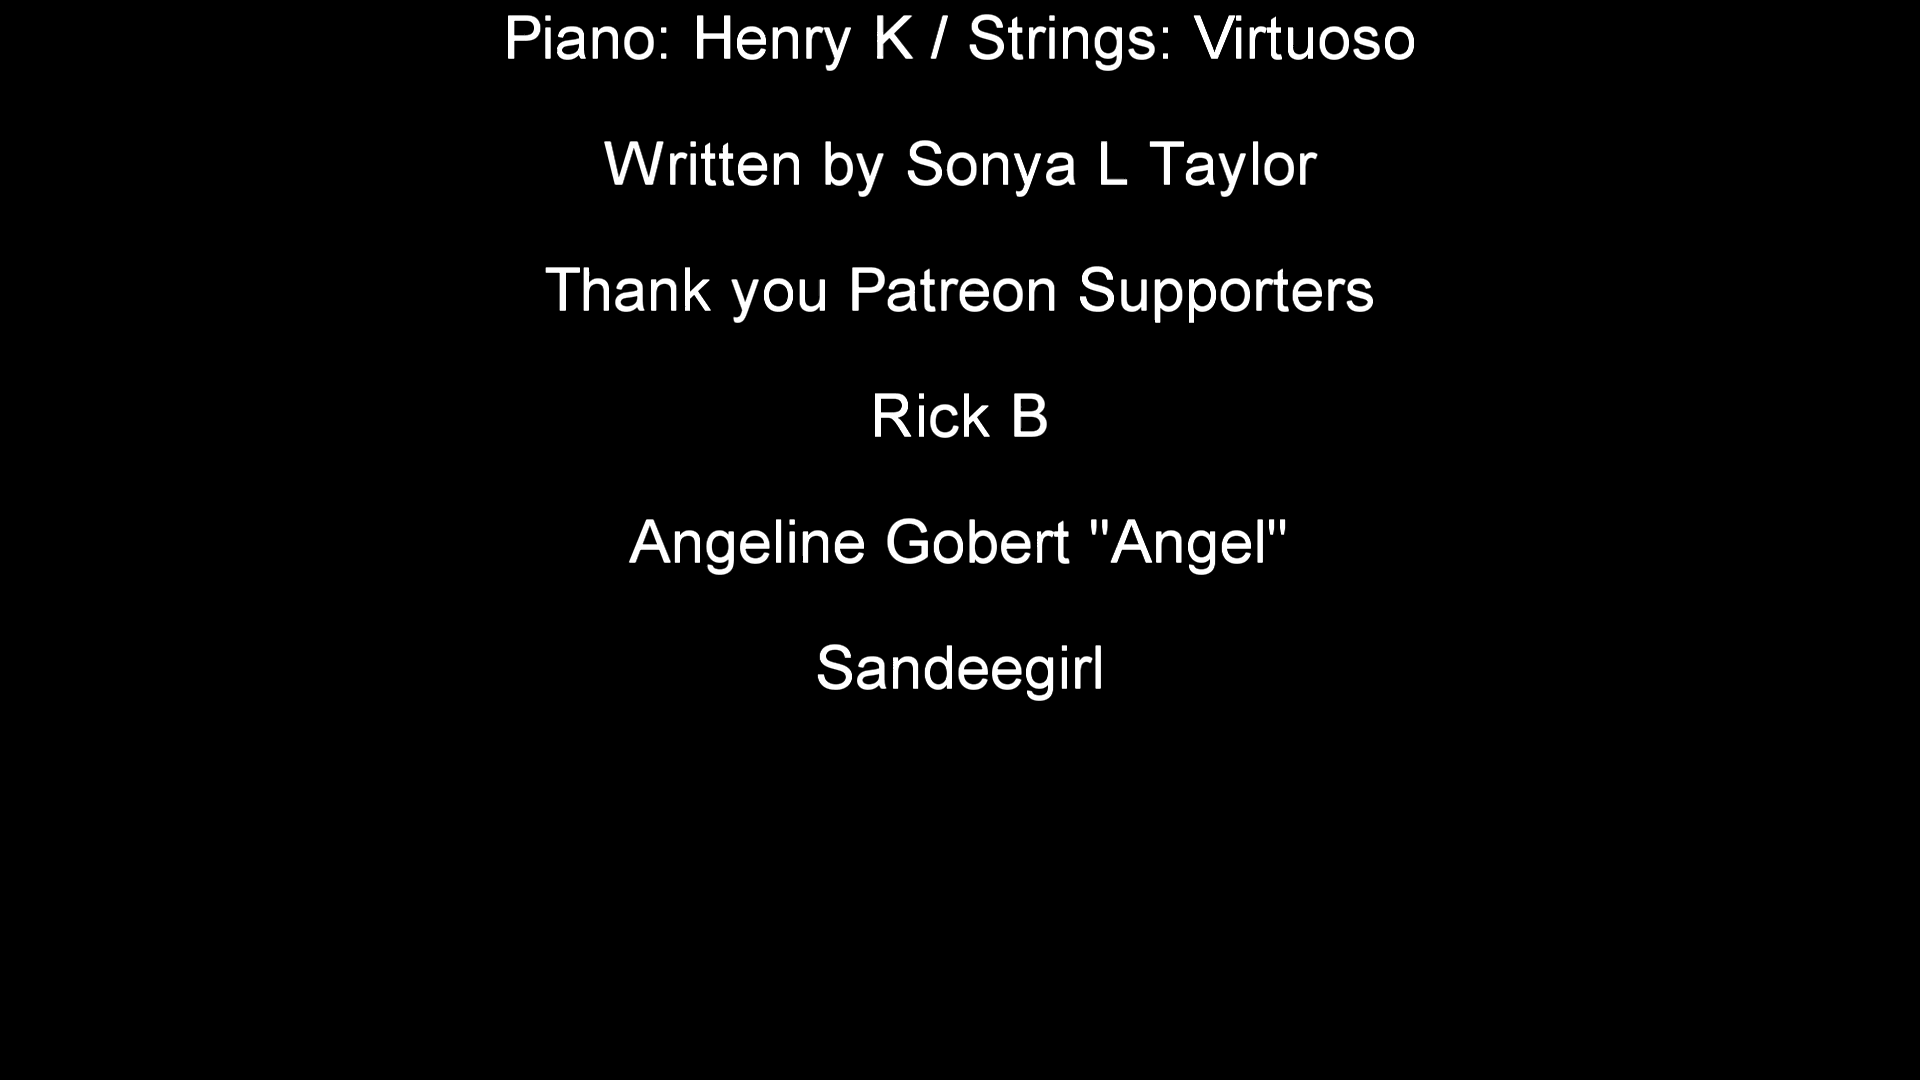 Piano: Henry K / Strings: Virtuoso
Written by Sonya L Taylor
Thank you Patreon Supporters
Rick B
Angeline Gobert "Angel"
Sandeegirl